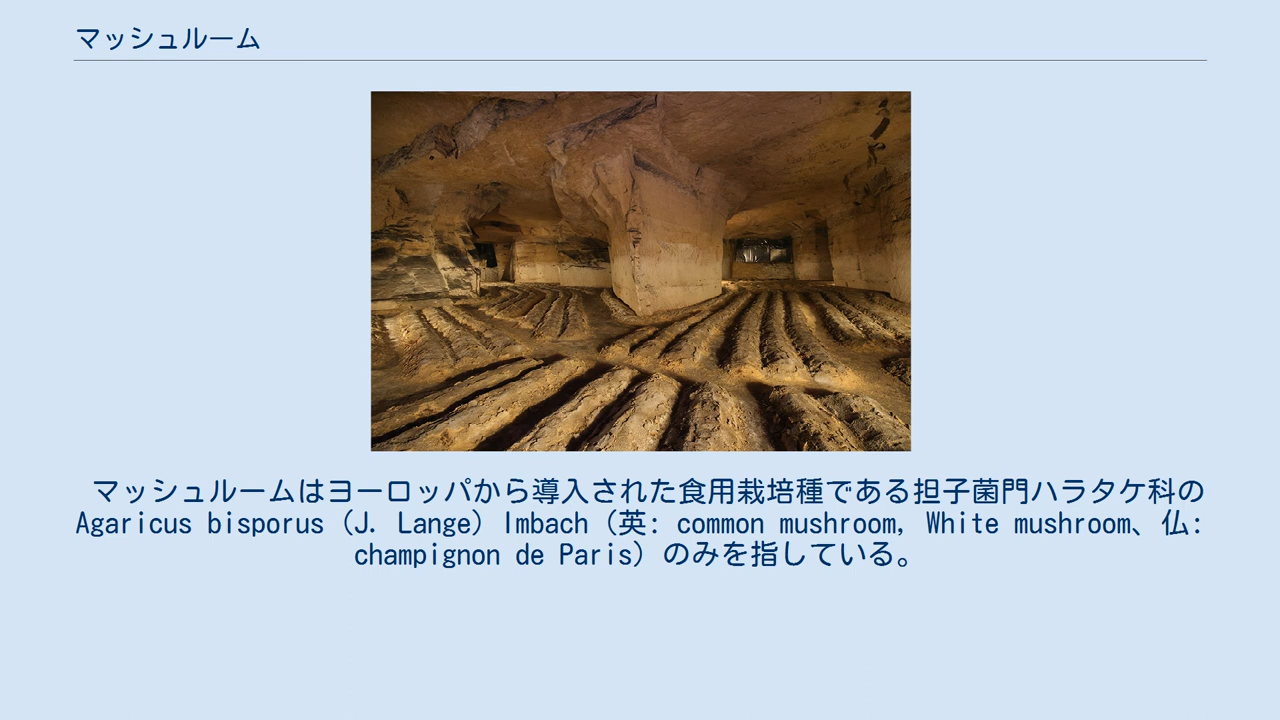 マッシュルーム
マッシュルームはヨーロッパから導入された食用栽培種である担子菌門ハラタケ科の
Agaricus bisporus (J. Lange) Imbach (英: common mushroom, White mushroom、仏:
champignon de Paris) のみを指している。